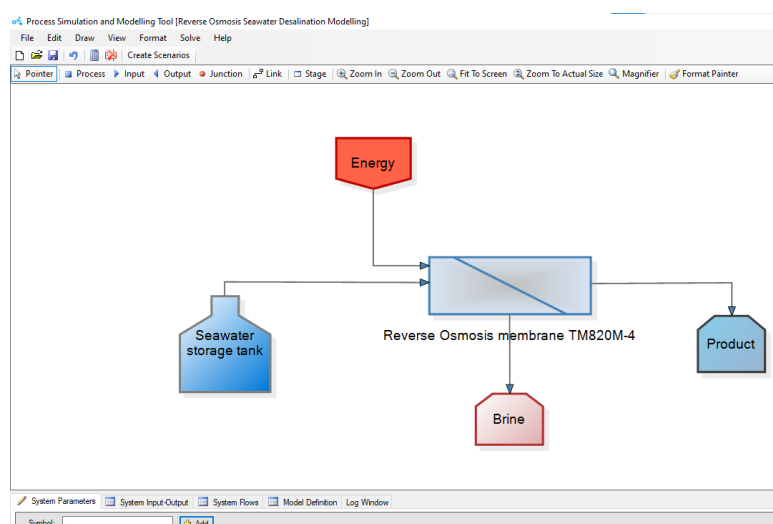 Process Simulation and Modelling Tool [Reverse Osmosis Seawater Desalination Modelling]
File Edit Draw View Format Solve Help
Create Scenarios
Pointer Process Input Output Junction Link Stage Zoom In Zoom Out Fit To Screen Zoom To Actual Size Magnifier Format Painter
Energy
Seawater
storage tank
Reverse Osmosis membrane TM820M-4
Product
Brine
System Parameters System Input-Output System Flows Model Definition Log Window
Symbol: Add